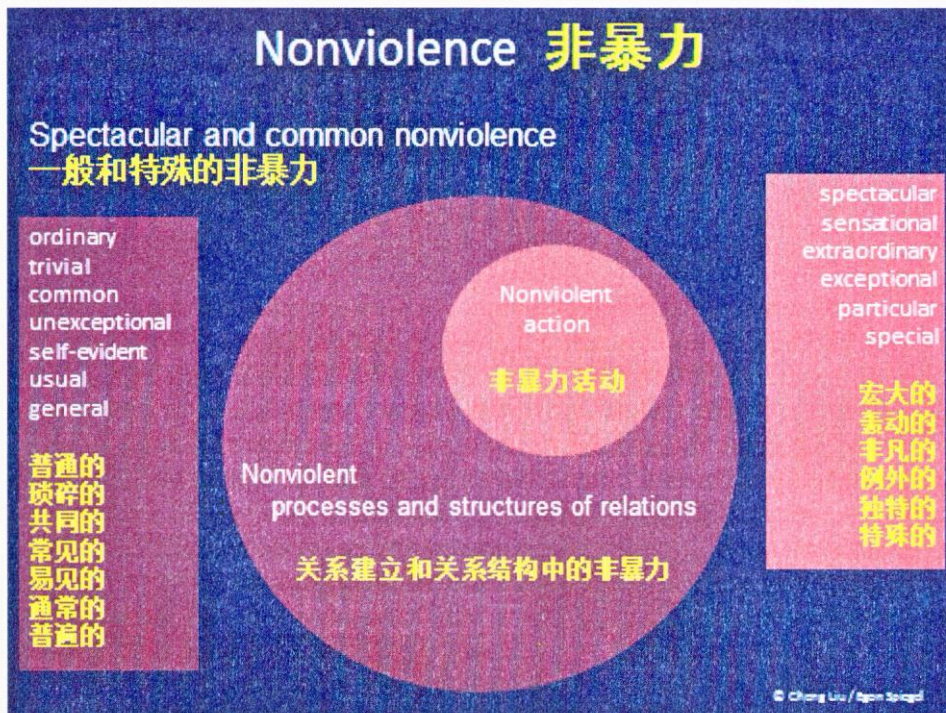 Nonviolence 非暴力
Spectacular and common nonviolence
一般和特殊的非暴力
ordinary
trivial
common
unexceptional
self-evident
usual
general
普通的
琐碎的
共同的
常见的
易见的
通常的
普遍的
Nonviolent
action
非暴力活动
Nonviolent
processes and structures of relations
关系建立和关系结构中的非暴力
spectacular
sensational
extraordinary
exceptional
particular
special
宏大的
轰动的
非凡的
例外的
独特的
特殊的
© Cheng Liu / Egon Spiegel